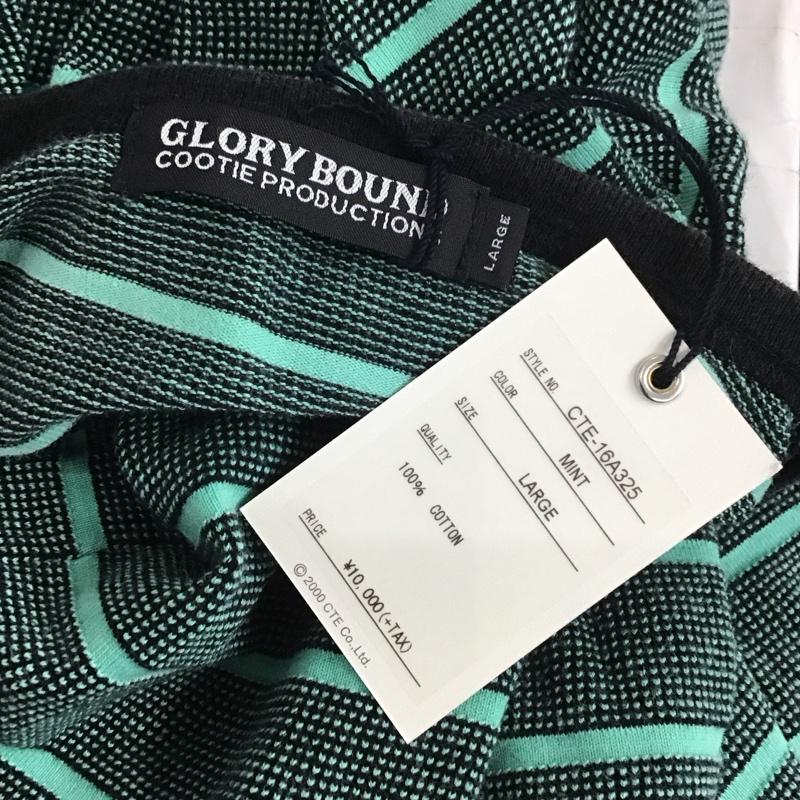 GLORY BOUND
COOTIE PRODUCTIONS
LARGE
STYLE NO. CTE-16A325
COLOR MINT
SIZE LARGE
QUALITY
100% COTTON
PRICE ¥10,000(+TAX)
© 2000 CTE Co.,Ltd.